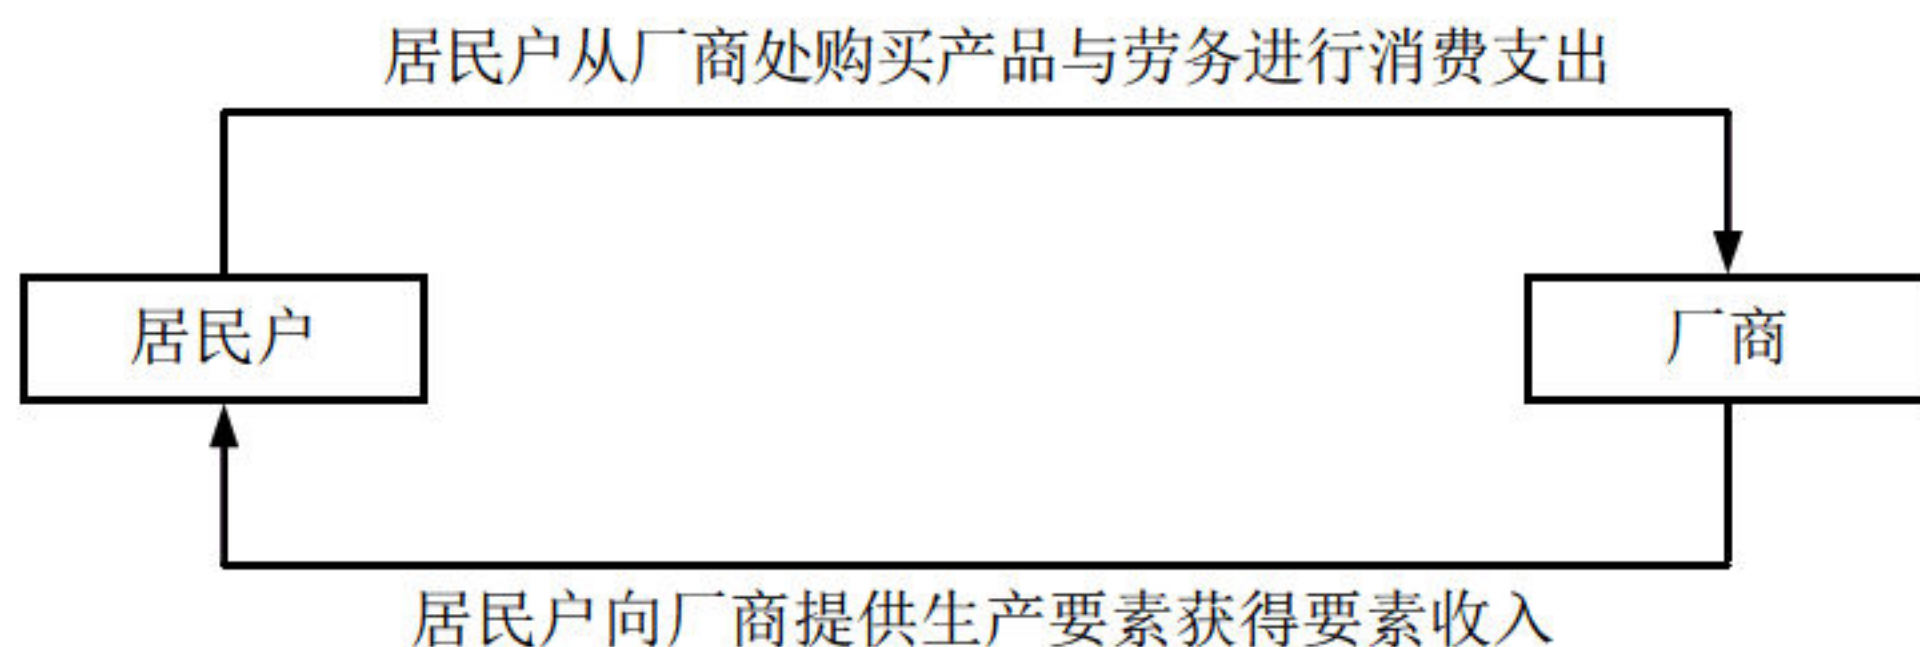 居民户从厂商处购买产品与劳务进行消费支出
居民户
厂商
居民户向厂商提供生产要素获得要素收入